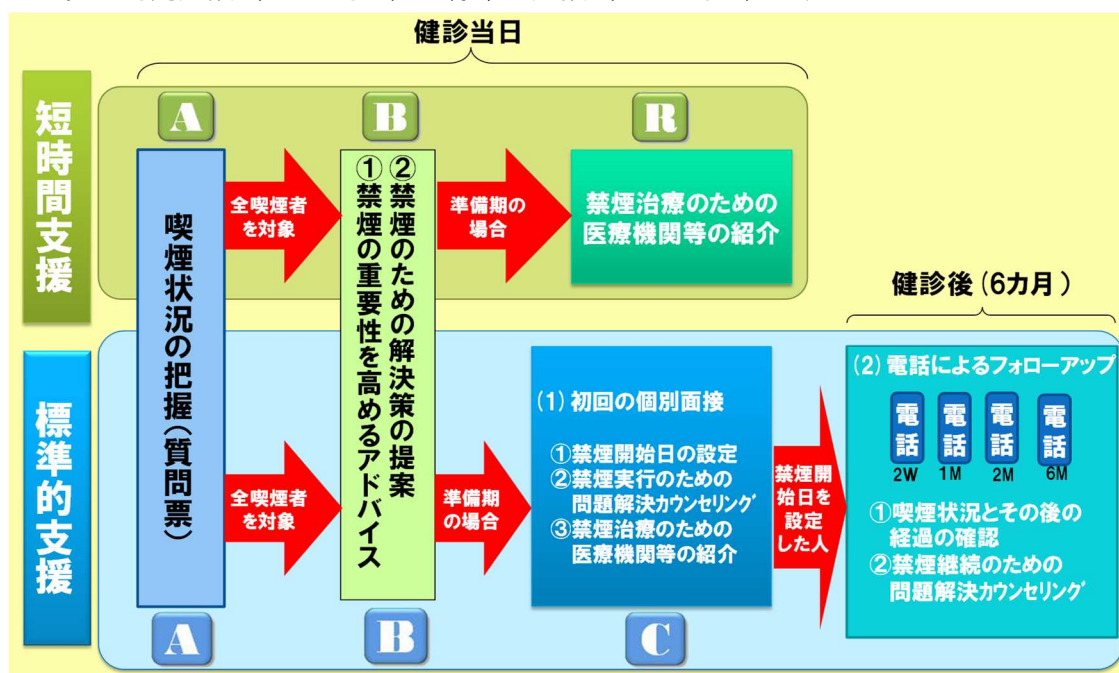 健診当日
短時間支援
A
B
R
喫煙状況の把握(質問票)
全喫煙者
を対象
①禁煙の重要性を高めるアドバイス
②禁煙のための解決策の提案
準備期の
場合
禁煙治療のための
医療機関等の紹介
健診後(6カ月)
標準的支援
全喫煙者
を対象
準備期
の場合
(1)初回の個別面接
①禁煙開始日の設定
②禁煙実行のための
問題解決カウンセリング
③禁煙治療のための
医療機関等の紹介
禁煙開
始日を
設定
した人
(2)電話によるフォローアップ
電話
電話
電話
電話
2W
1M
2M
6M
①喫煙状況とその後の
経過の確認
②禁煙継続のための
問題解決カウンセリング
A
B
C